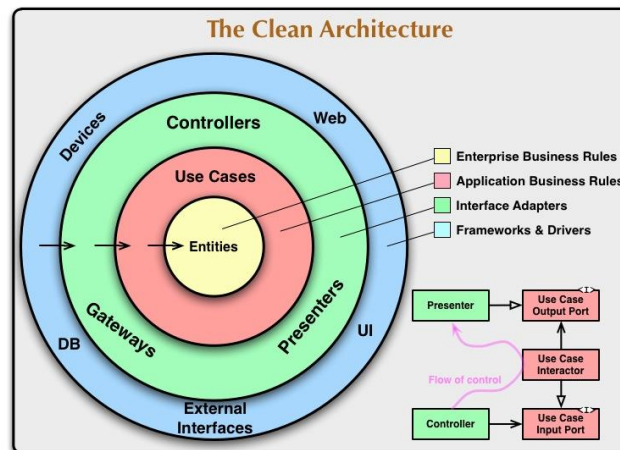 The Clean Architecture
Devices
Web
Controllers
Use Cases
Entities
Gateways
Presenters
DB
UI
External
Interfaces
Enterprise Business Rules
Application Business Rules
Interface Adapters
Frameworks & Drivers
Presenter
<I>
Use Case
Output Port
Use Case
Interactor
Flow of control
Controller
<I>
Use Case
Input Port